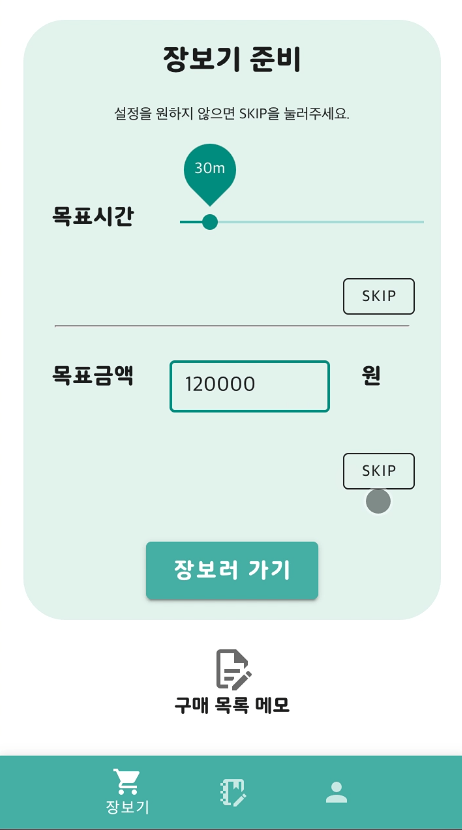 장보기 준비
설정을 원하지 않으면 SKIP을 눌러주세요.
30m
목표시간
SKIP
목표금액 120000 원
SKIP
장보러 가기
구매 목록 메모
장보기